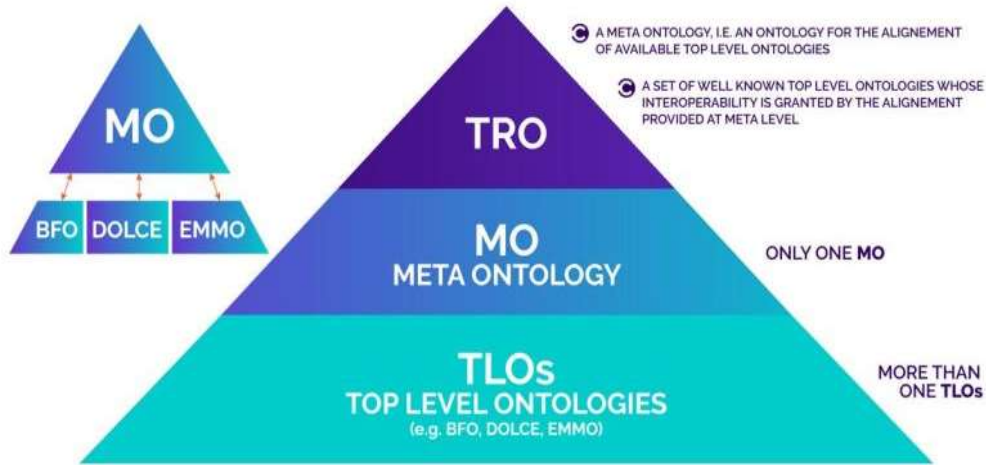 MO
BFO DOLCE EMMO
TRO
MO
META ONTOLOGY
TLOs
TOP LEVEL ONTOLOGIES
(e.g. BFO, DOLCE, EMMO)
A META ONTOLOGY, I.E. AN ONTOLOGY FOR THE ALIGNEMENT
OF AVAILABLE TOP LEVEL ONTOLOGIES
A SET OF WELL KNOWN TOP LEVEL ONTOLOGIES WHOSE
INTEROPERABILITY IS GRANTED BY THE ALIGNEMENT
PROVIDED AT META LEVEL
ONLY ONE MO
MORE THAN
ONE TLOs